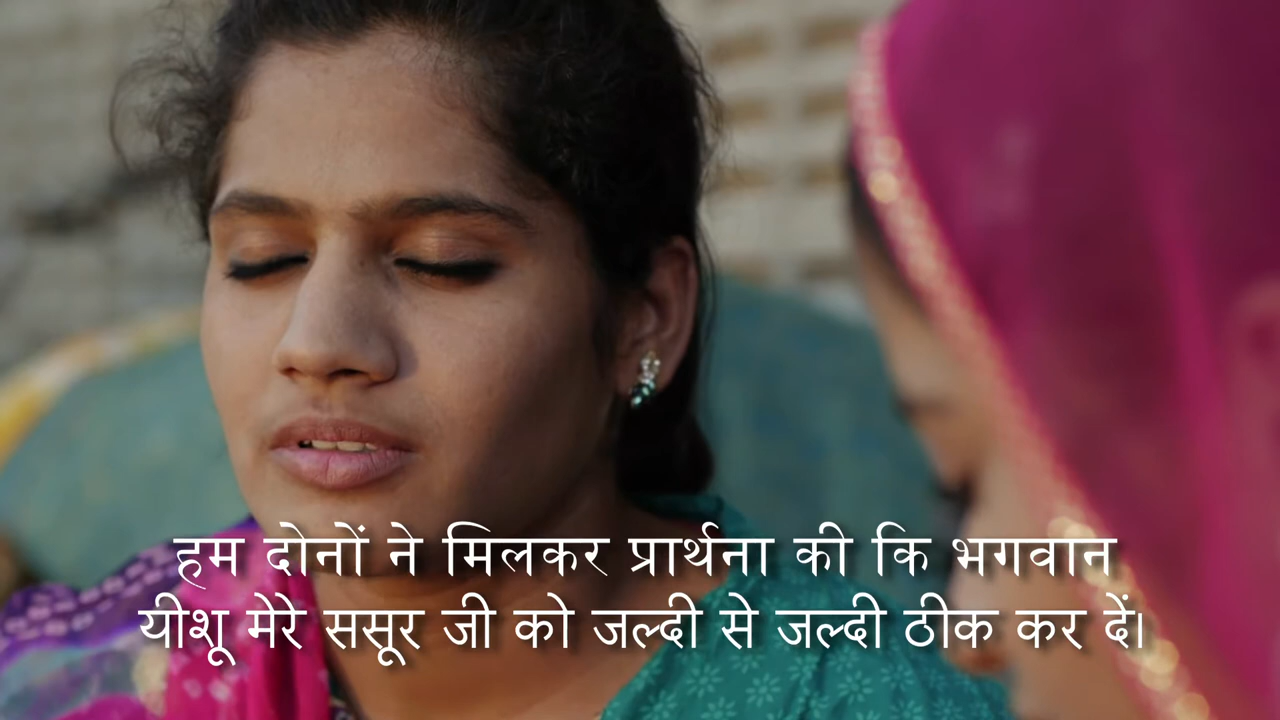 हम दोनों ने मिलकर प्रार्थना की कि भगवान
यीशू मेरे ससूर जी को जल्दी से जल्दी ठीक कर दें।